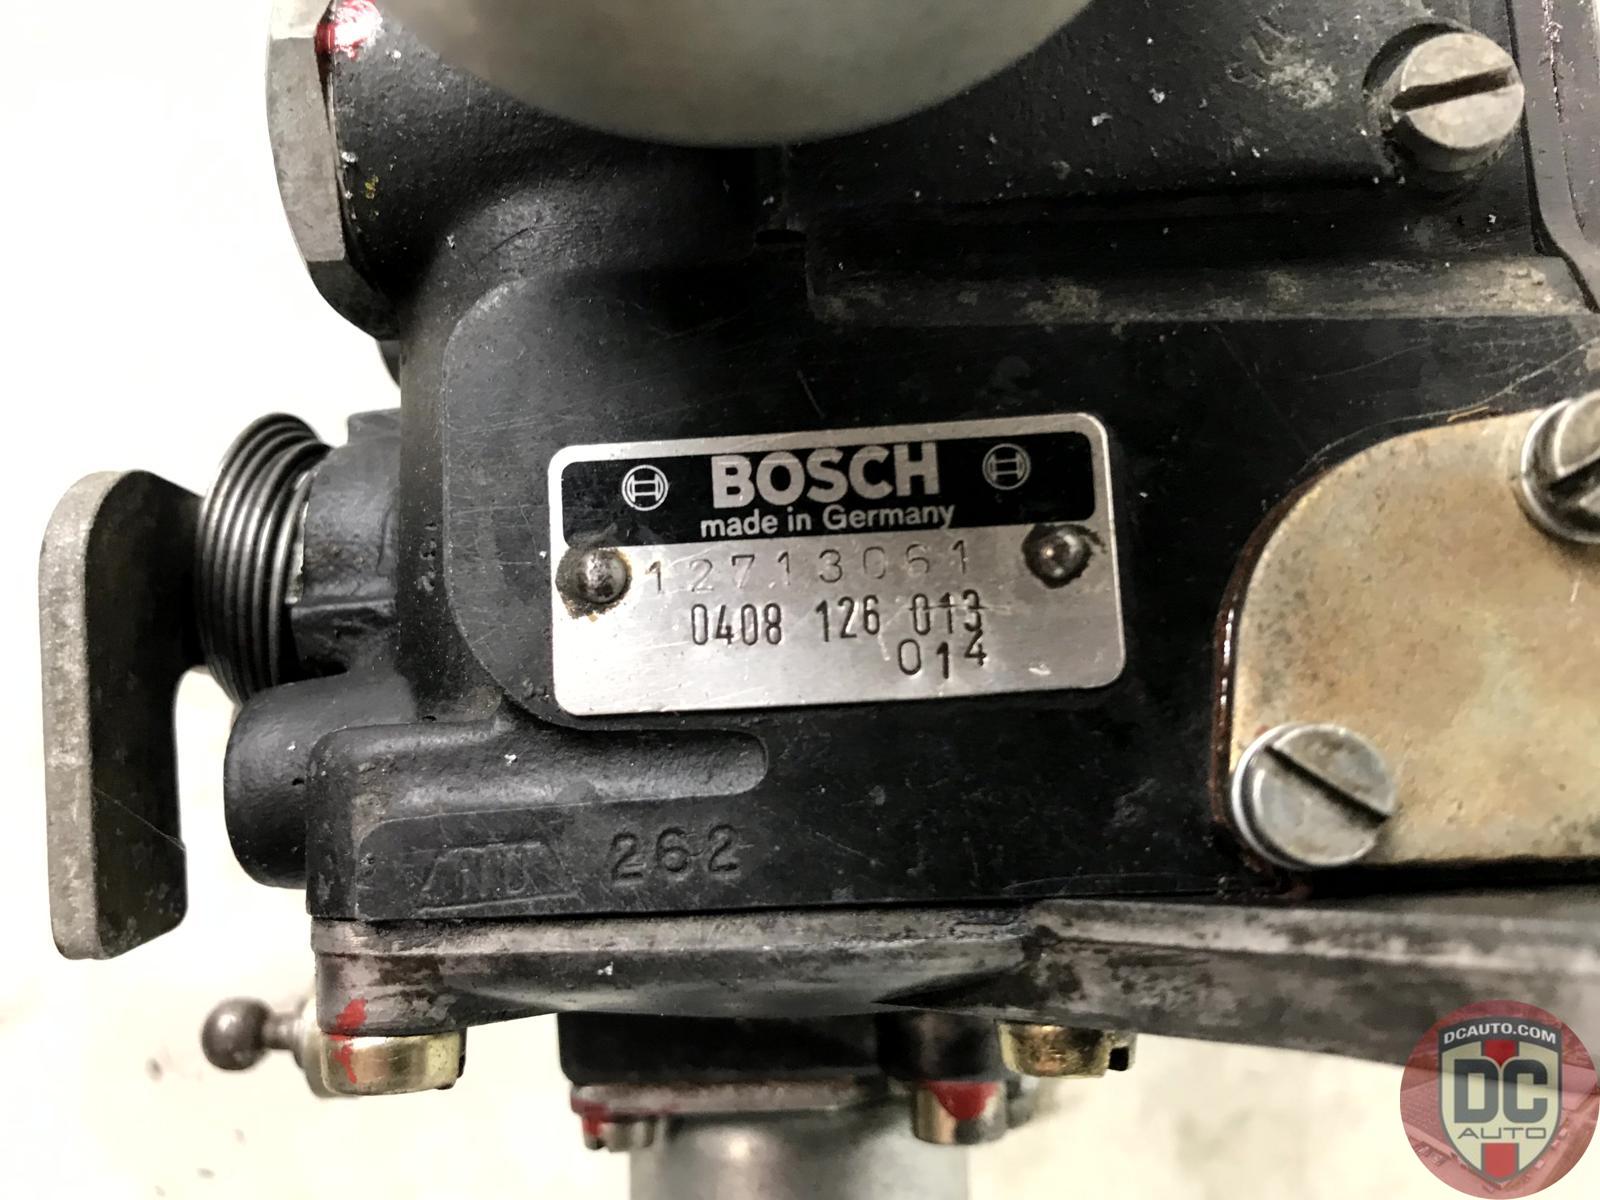 BOSCH
made in Germany
12713061
0408 126 013
014
262
DCAUTO.COM
DC
AUTO